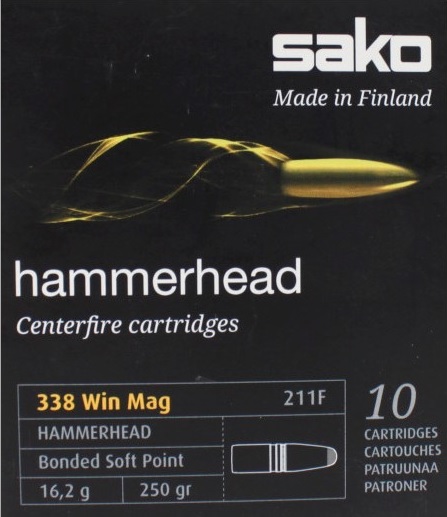 sako
Made in Finland
hammerhead
Centerfire cartridges
338 Win Mag 211F
HAMMERHEAD
Bonded Soft Point
16,2 g 250 gr
10
CARTRIDGES
CARTOUCHES
PATRUUNAA
PATRONER